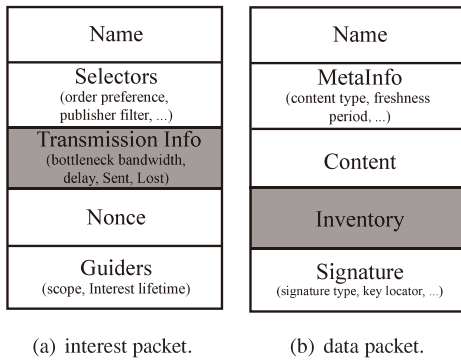 Name
Selectors
(order preference,
publisher filter, ...)
Transmission Info
(bottleneck bandwidth,
delay, Sent, Lost)
Nonce
Guiders
(scope, Interest lifetime)
(a) interest packet.
Name
MetaInfo
(content type, freshness
period, ...)
Content
Inventory
Signature
(signature type, key locator, ...)
(b) data packet.